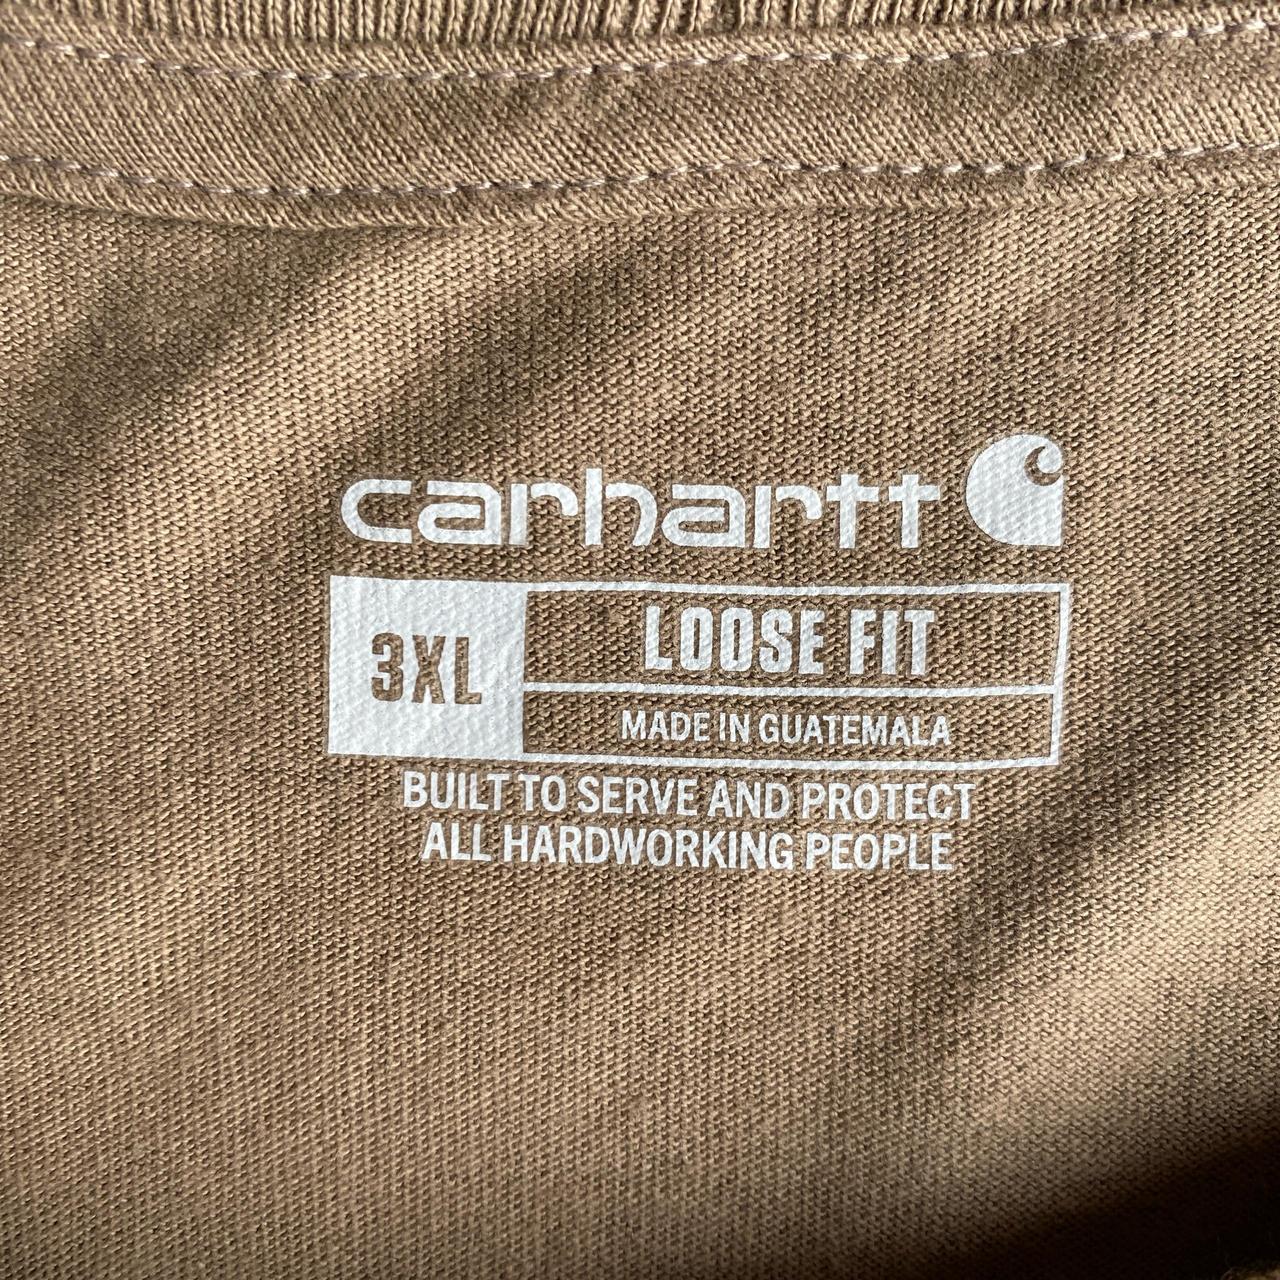 carhartt
3XL
LOOSE FIT
MADE IN GUATEMALA
BUILT TO SERVE AND PROTECT
ALL HARDWORKING PEOPLE